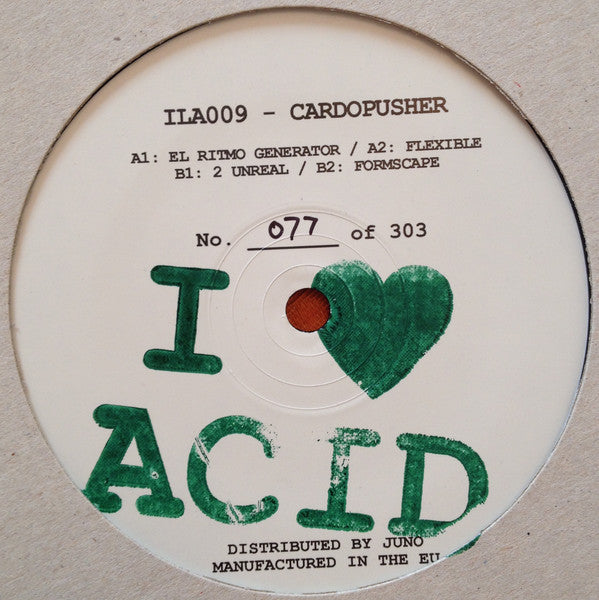 ILA009 - CARDOPUSHER
A1: EL RITMO GENERATOR / A2: FLEXIBLE
B1: 2 UNREAL / B2: FORMSCAPE
No. 077 of 303
I ♥
ACID
DISTRIBUTED BY JUNO
MANUFACTURED IN THE EU